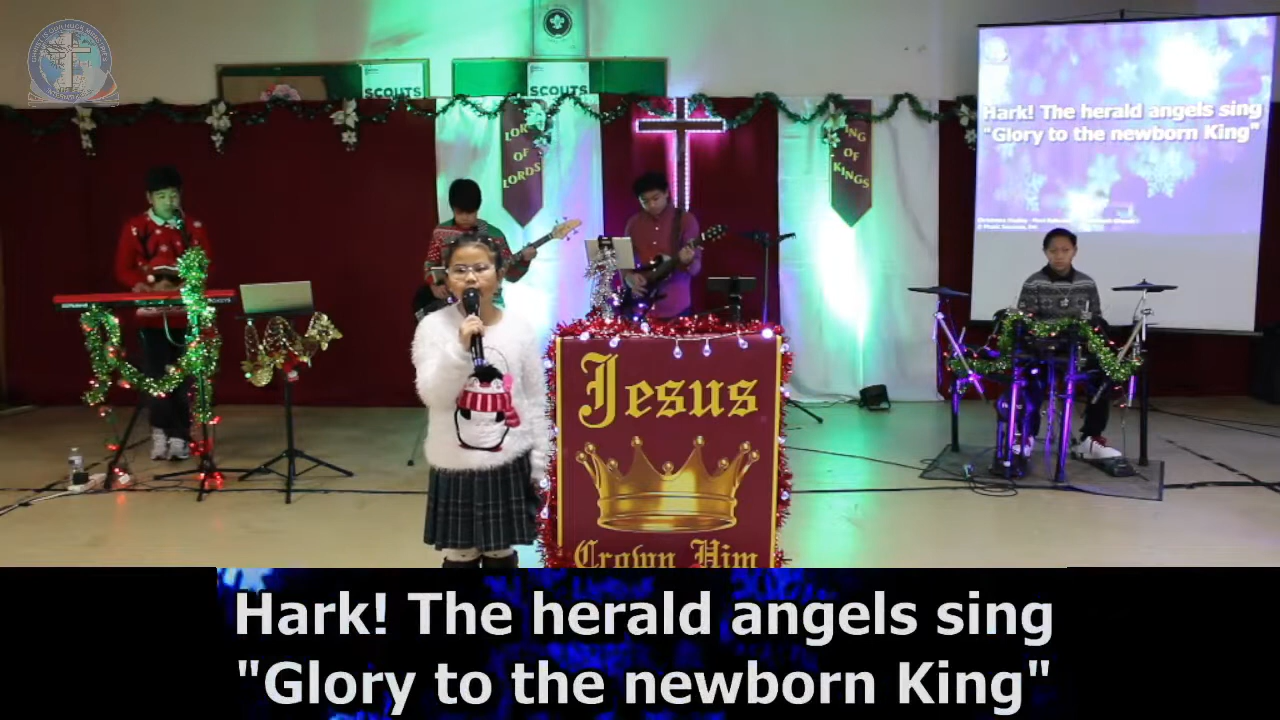 SCOUTS
SCOUTS
LORD
OF
LORDS
KING
OF
KINGS
Hark! The herald angels sing
"Glory to the newborn King"
Jesus
Crown Him
Hark! The herald angels sing
"Glory to the newborn King"